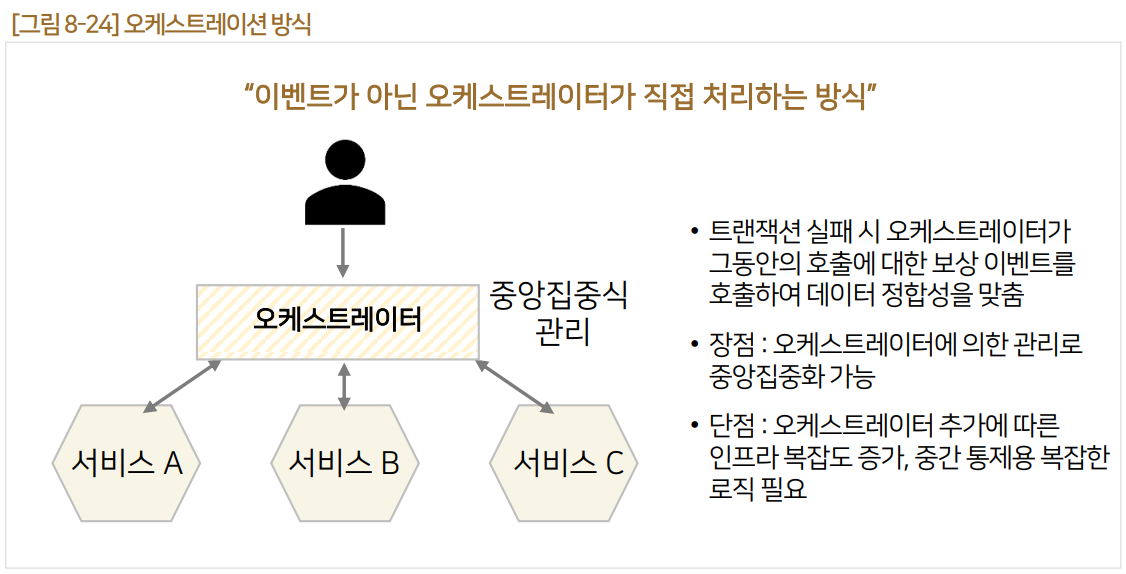 [그림 8-24] 오케스트레이션 방식
“이벤트가 아닌 오케스트레이터가 직접 처리하는 방식”
오케스트레이터
중앙집중식
관리
서비스 A
서비스 B
서비스 C
• 트랜잭션 실패 시 오케스트레이터가
그동안의 호출에 대한 보상 이벤트를
호출하여 데이터 정합성을 맞춤
• 장점 : 오케스트레이터에 의한 관리로
중앙집중화 가능
• 단점 : 오케스트레이터 추가에 따른
인프라 복잡도 증가, 중간 통제용 복잡한
로직 필요